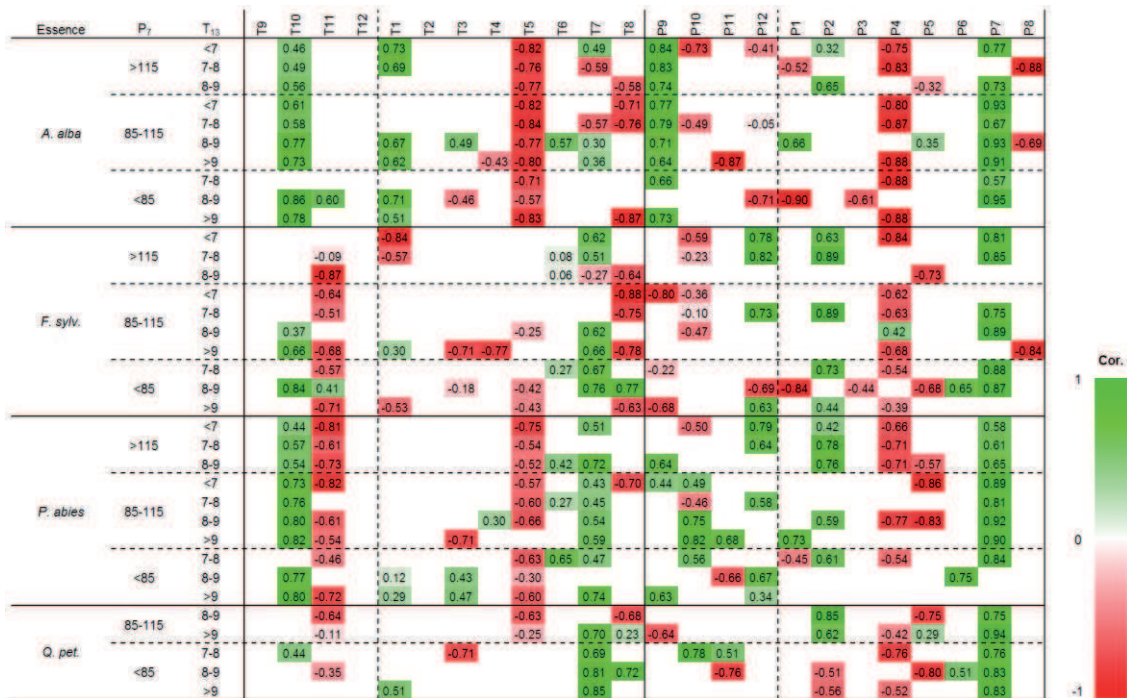 Essence P₇ T₁₃ T9 T10 T11 T12 T1 T2 T3 T4 T5 T6 T7 T8 P9 P10 P11 P12 P1 P2 P3 P4 P5 P6 P7 P8
<7 0.46 0.73 -0.82 0.49 0.84 -0.73 -0.41 0.32 -0.75 0.77
>115 7-8 0.49 0.69 -0.76 -0.59 0.83 -0.52 -0.83 -0.88
8-9 0.56 -0.77 -0.58 0.74 0.65 -0.32 0.73
<7 0.61 -0.82 -0.71 0.77 -0.80 0.93
A. alba 85-115 7-8 0.58 -0.84 -0.57 -0.76 0.79 -0.49 -0.05 -0.87 0.67
8-9 0.77 0.67 0.49 -0.77 0.57 0.30 0.71 0.66 0.35 0.93 -0.69
>9 0.73 0.62 -0.43 -0.80 0.36 0.64 -0.87 -0.88 0.91
7-8 -0.71 0.66 -0.88 0.57
<85 8-9 0.86 0.60 0.71 -0.46 -0.57 -0.71 -0.90 -0.61 0.95
>9 0.78 0.51 -0.83 -0.87 0.73 -0.88
<7 -0.84 0.62 -0.59 0.78 0.63 -0.84 0.81
>115 7-8 -0.09 -0.57 0.08 0.51 -0.23 0.82 0.89 0.85
8-9 -0.87 0.06 -0.27 -0.64 -0.73
<7 -0.64 -0.88 -0.80 -0.36 -0.62
F. sylv. 85-115 7-8 -0.51 -0.75 -0.10 0.73 0.89 -0.63 0.75
8-9 0.37 -0.25 0.62 -0.47 0.42 0.89
>9 0.66 -0.68 0.30 -0.71 -0.77 0.66 -0.78 -0.68 -0.84
7-8 -0.57 0.27 0.67 -0.22 0.73 -0.54 0.88
<85 8-9 0.84 0.41 -0.18 -0.42 0.76 0.77 -0.69 -0.84 -0.44 -0.68 0.65 0.87
>9 -0.71 -0.53 -0.43 -0.63 -0.68 0.63 0.44 -0.39
<7 0.44 -0.81 -0.75 0.51 -0.50 0.79 0.42 -0.66 0.58
>115 7-8 0.57 -0.61 -0.54 0.64 0.78 -0.71 0.61
8-9 0.54 -0.73 -0.52 0.42 0.72 0.64 0.76 -0.71 -0.57 0.65
<7 0.73 -0.82 -0.57 0.43 -0.70 0.44 0.49 -0.86 0.89
P. abies 85-115 7-8 0.76 -0.60 0.27 0.45 -0.46 0.58 0.81
8-9 0.80 -0.61 0.30 -0.66 0.54 0.75 0.59 -0.77 -0.83 0.92
>9 0.82 -0.54 -0.71 0.59 0.82 0.68 0.73 0.90
7-8 -0.46 -0.63 0.65 0.47 0.56 -0.45 0.61 -0.54 0.84
<85 8-9 0.77 0.12 0.43 -0.30 -0.66 0.67 0.75
>9 0.80 -0.72 0.29 0.47 -0.60 0.74 0.63 0.34
85-115 8-9 -0.64 -0.63 -0.68 0.85 -0.75 0.75
>9 -0.11 -0.25 0.70 0.23 -0.64 0.62 -0.42 0.29 0.94
Q. pet. 7-8 0.44 -0.71 0.69 0.78 0.51 -0.76 0.76
<85 8-9 -0.35 0.81 0.72 -0.76 -0.51 -0.80 0.51 0.83
>9 0.51 0.85 -0.56 -0.52 0.83
Cor.
1
0
-1